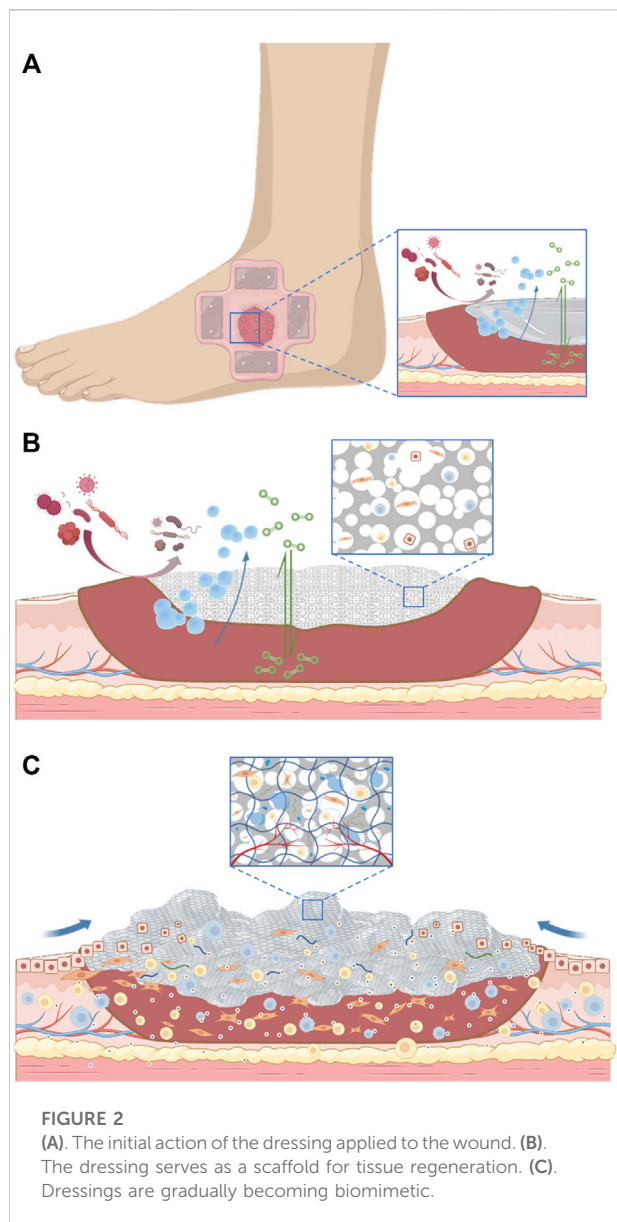 A
B
C
FIGURE 2
(A). The initial action of the dressing applied to the wound. (B).
The dressing serves as a scaffold for tissue regeneration. (C).
Dressings are gradually becoming biomimetic.